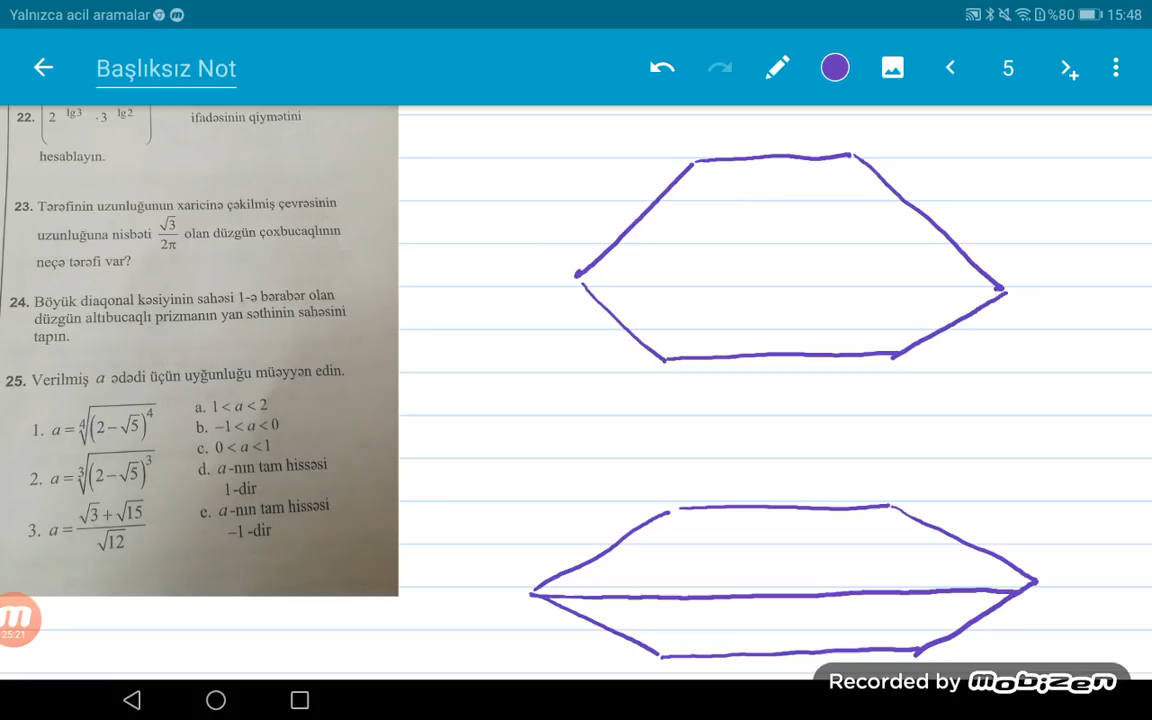 Yalnızca acil aramalar
%80 15:48
Başlıksız Not
5
22. (2^lg3 · 3^lg2) ifadəsinin qiymətini
hesablayın.
23. Tərəfinin uzunluğunun xaricinə çəkilmiş çevrəsinin
uzunluğuna nisbəti √3/2π olan düzgün çoxbucaqlının
neçə tərəfi var?
24. Böyük diaqonal kəsiyinin sahəsi 1-ə bərabər olan
düzgün altıbucaqlı prizmanın yan səthinin sahəsini
tapın.
25. Verilmiş a ədədi üçün uyğunluğu müəyyən edin.
1. a = ⁴√(2−√5)⁴
2. a = ³√(2−√5)³
3. a = (√3+√15)/√12
a. 1 < a < 2
b. −1 < a < 0
c. 0 < a < 1
d. a-nın tam hissəsi
1-dir
e. a-nın tam hissəsi
−1-dir
25:21
Recorded by mobizen